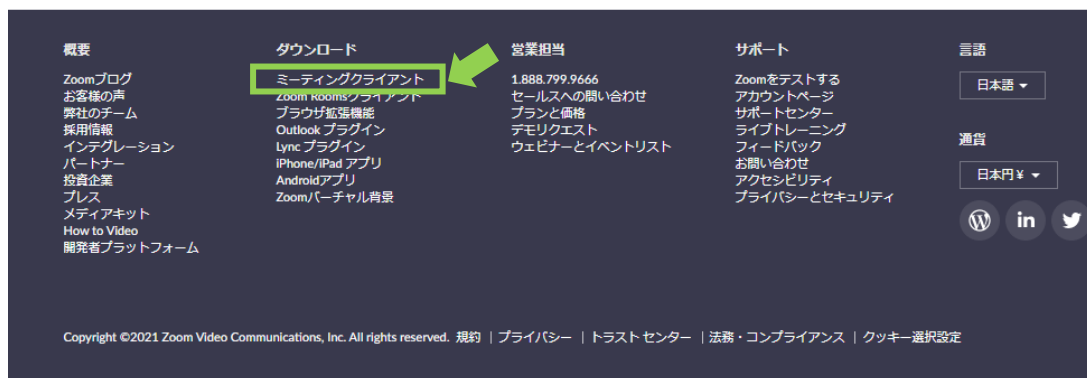 概要
Zoomブログ
お客様の声
弊社のチーム
採用情報
インテグレーション
パートナー
投資企業
プレス
メディアキット
How to Video
開発者プラットフォーム
ダウンロード
ミーティングクライアント
Zoom Roomsクライアント
ブラウザ拡張機能
Outlook プラグイン
Lync プラグイン
iPhone/iPad アプリ
Androidアプリ
Zoomバーチャル背景
営業担当
1.888.799.9666
セールスへの問い合わせ
プランと価格
デモリクエスト
ウェビナーとイベントリスト
サポート
Zoomをテストする
アカウントページ
サポートセンター
ライブトレーニング
フィードバック
お問い合わせ
アクセシビリティ
プライバシーとセキュリティ
言語
日本語
通貨
日本円 ¥
in
Copyright ©2021 Zoom Video Communications, Inc. All rights reserved. 規約 | プライバシー | トラスト センター | 法務・コンプライアンス | クッキー選択設定